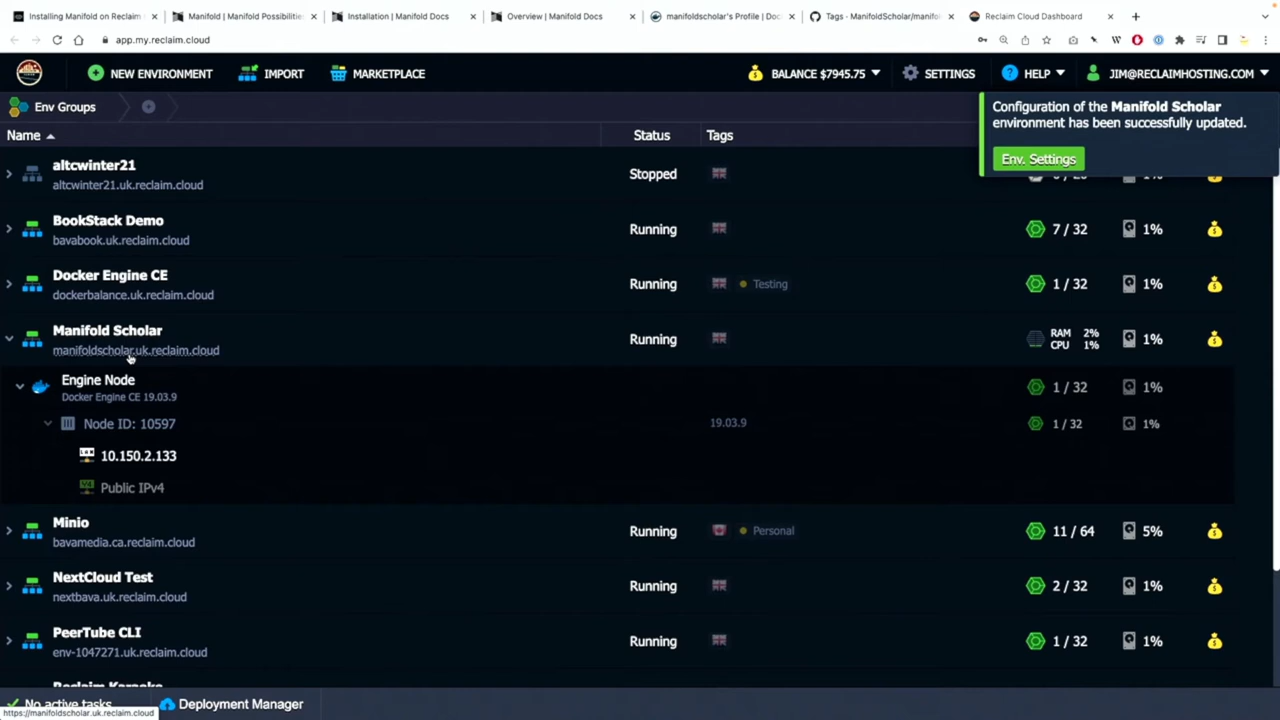 Installing Manifold on Reclaim
Manifold | Manifold Possibilitie
Installation | Manifold Docs
Overview | Manifold Docs
manifoldscholar's Profile | Doc
Tags · ManifoldScholar/manifol
Reclaim Cloud Dashboard
app.my.reclaim.cloud
NEW ENVIRONMENT
IMPORT
MARKETPLACE
BALANCE $7945.75
SETTINGS
HELP
JIM@RECLAIMHOSTING.COM
Env Groups
Configuration of the Manifold Scholar
environment has been successfully updated.
Env. Settings
Name
Status
Tags
altcwinter21
altcwinter21.uk.reclaim.cloud
Stopped
BookStack Demo
bavabook.uk.reclaim.cloud
Running
7 / 32
1%
Docker Engine CE
dockerbalance.uk.reclaim.cloud
Running
Testing
1 / 32
1%
Manifold Scholar
manifoldscholar.uk.reclaim.cloud
Running
RAM 2%
CPU 1%
1%
Engine Node
Docker Engine CE 19.03.9
1 / 32
1%
Node ID: 10597
19.03.9
1 / 32
1%
LAN
10.150.2.133
V4
Public IPv4
Minio
bavamedia.ca.reclaim.cloud
Running
Personal
11 / 64
5%
NextCloud Test
nextbava.uk.reclaim.cloud
Running
2 / 32
1%
PeerTube CLI
env-1047271.uk.reclaim.cloud
Running
1 / 32
1%
Reclaim Karaoke
No active tasks
Deployment Manager
https://manifoldscholar.uk.reclaim.cloud